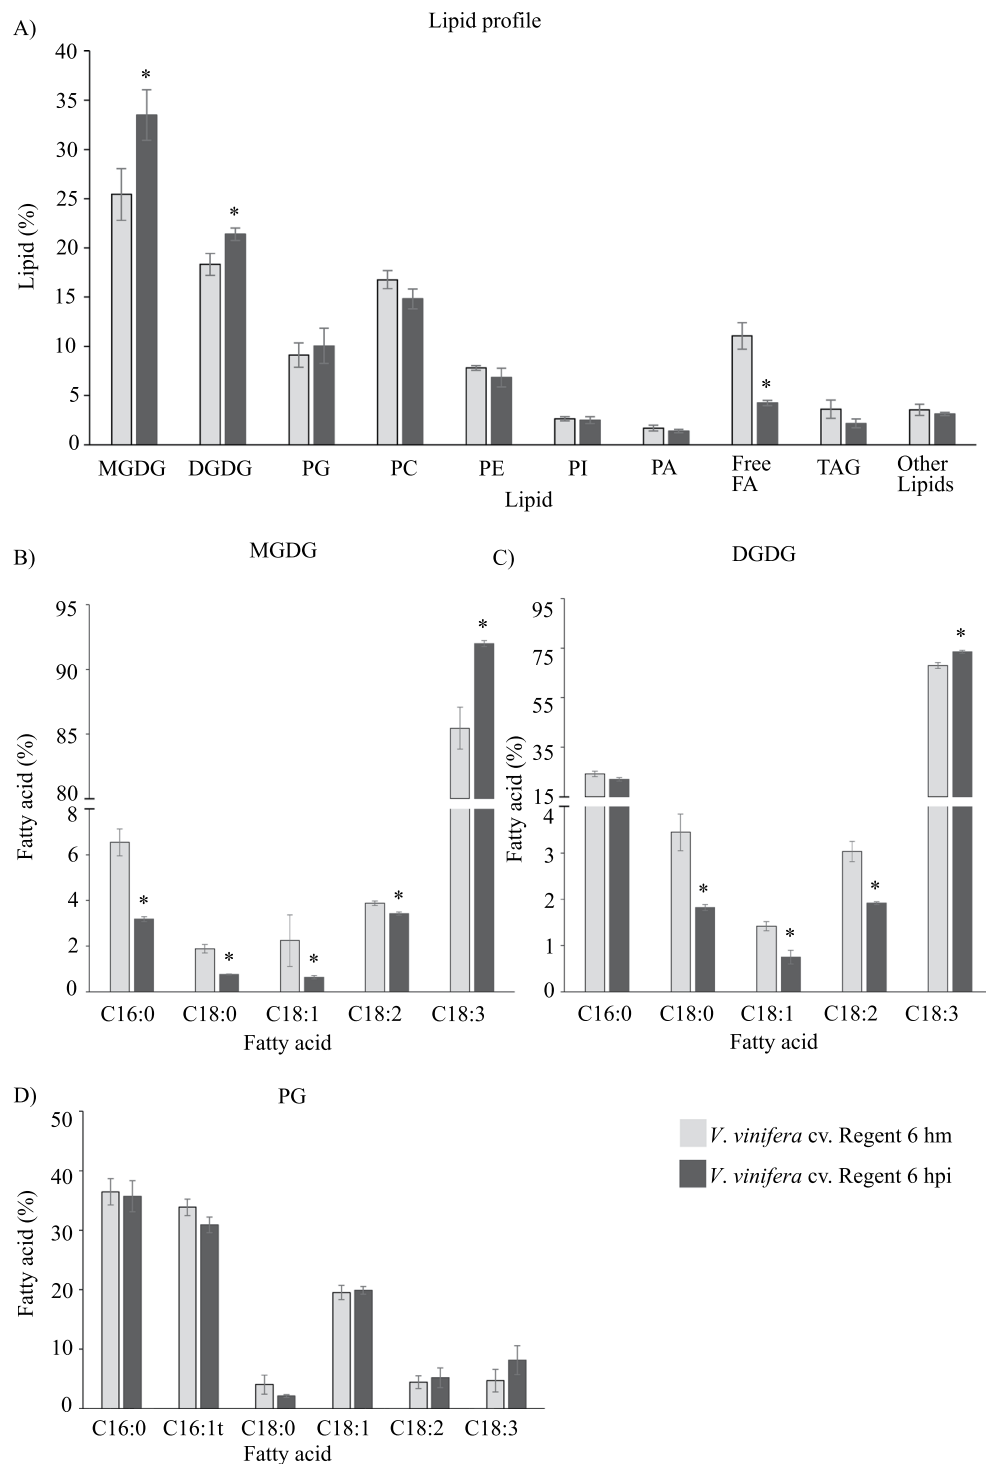 A)
Lipid profile
40
35
30
25
20
15
10
5
0
Lipid (%)
*
*
*
MGDG DGDG PG PC PE PI PA Free FA TAG Other Lipids
Lipid
B)
MGDG
95
90
85
80
8
6
4
2
0
Fatty acid (%)
*
*
*
*
*
C16:0 C18:0 C18:1 C18:2 C18:3
Fatty acid
C)
DGDG
95
75
55
35
15
4
3
2
1
0
Fatty acid (%)
*
*
*
*
C16:0 C18:0 C18:1 C18:2 C18:3
Fatty acid
D)
PG
50
40
30
20
10
0
Fatty acid (%)
C16:0 C16:1t C18:0 C18:1 C18:2 C18:3
Fatty acid
V. vinifera cv. Regent 6 hm
V. vinifera cv. Regent 6 hpi